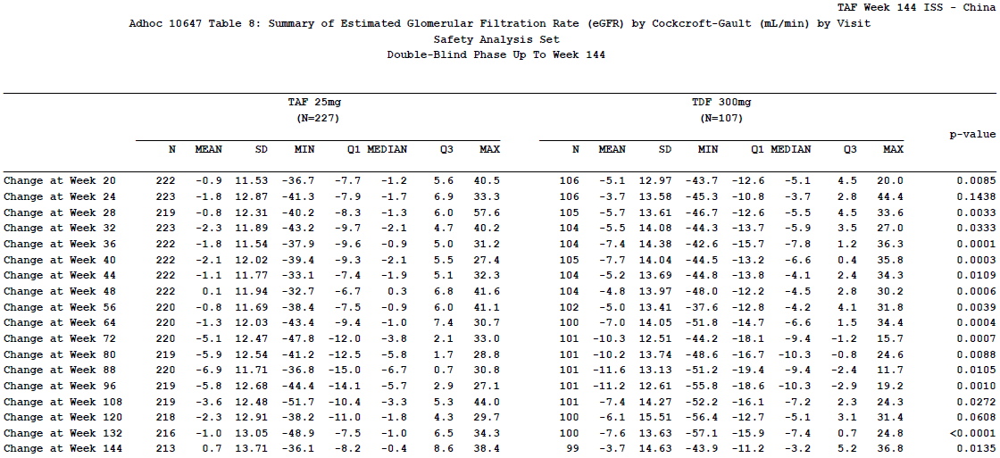 TAF Week 144 ISS - China
Adhoc 10647 Table 8: Summary of Estimated Glomerular Filtration Rate (eGFR) by Cockcroft-Gault (mL/min) by Visit
Safety Analysis Set
Double-Blind Phase Up To Week 144
TAF 25mg TDF 300mg
(N=227) (N=107)
p-value
N MEAN SD MIN Q1 MEDIAN Q3 MAX N MEAN SD MIN Q1 MEDIAN Q3 MAX
Change at Week 20 222 -0.9 11.53 -36.7 -7.7 -1.2 5.6 40.5 106 -5.1 12.97 -43.7 -12.6 -5.1 4.5 20.0 0.0085
Change at Week 24 223 -1.8 12.87 -41.3 -7.9 -1.7 6.9 33.3 106 -3.7 13.58 -45.3 -10.8 -3.7 2.8 44.4 0.1438
Change at Week 28 219 -0.8 12.31 -40.2 -8.3 -1.3 6.0 57.6 105 -5.7 13.61 -46.7 -12.6 -5.5 4.5 33.6 0.0033
Change at Week 32 223 -2.3 11.89 -43.2 -9.7 -2.1 4.7 40.2 104 -5.5 14.08 -44.3 -13.7 -5.9 3.5 27.0 0.0333
Change at Week 36 222 -1.8 11.54 -37.9 -9.6 -0.9 5.0 31.2 104 -7.4 14.38 -42.6 -15.7 -7.8 1.2 36.3 0.0001
Change at Week 40 222 -2.1 12.02 -39.4 -9.3 -2.1 5.5 27.4 105 -7.7 14.04 -44.5 -13.2 -6.6 0.4 35.8 0.0003
Change at Week 44 222 -1.1 11.77 -33.1 -7.4 -1.9 5.1 32.3 104 -5.2 13.69 -44.8 -13.8 -4.1 2.4 34.3 0.0109
Change at Week 48 222 0.1 11.94 -32.7 -6.7 0.3 6.8 41.6 104 -4.8 13.97 -48.0 -12.2 -4.5 2.8 30.2 0.0006
Change at Week 56 220 -0.8 11.69 -38.4 -7.5 -0.9 6.0 41.1 102 -5.0 13.41 -37.6 -12.8 -4.2 4.1 31.8 0.0039
Change at Week 64 220 -1.3 12.03 -43.4 -9.4 -1.0 7.4 30.7 100 -7.0 14.05 -51.8 -14.7 -6.6 1.5 34.4 0.0004
Change at Week 72 220 -5.1 12.47 -47.8 -12.0 -3.8 2.1 33.0 101 -10.3 12.51 -44.2 -18.1 -9.4 -1.2 15.7 0.0007
Change at Week 80 219 -5.9 12.54 -41.2 -12.5 -5.8 1.7 28.8 101 -10.2 13.74 -48.6 -16.7 -10.3 -0.8 24.6 0.0088
Change at Week 88 220 -6.9 11.71 -36.8 -15.0 -6.7 0.7 30.8 101 -11.6 13.13 -51.2 -19.4 -9.4 -2.4 11.7 0.0105
Change at Week 96 219 -5.8 12.68 -44.4 -14.1 -5.7 2.9 27.1 101 -11.2 12.61 -55.8 -18.6 -10.3 -2.9 19.2 0.0010
Change at Week 108 219 -3.6 12.48 -51.7 -10.4 -3.3 5.3 44.0 101 -7.4 14.27 -52.2 -16.1 -7.2 2.3 24.3 0.0272
Change at Week 120 218 -2.3 12.91 -38.2 -11.0 -1.8 4.3 29.7 100 -6.1 15.51 -56.4 -12.7 -5.1 3.1 31.4 0.0608
Change at Week 132 216 -1.0 13.05 -48.9 -7.5 -1.0 6.5 34.3 100 -7.6 13.63 -57.1 -15.9 -7.4 0.7 24.8 <0.0001
Change at Week 144 213 0.7 13.71 -36.1 -8.2 -0.4 8.6 38.4 99 -3.7 14.63 -43.9 -11.2 -3.2 5.2 36.8 0.0135